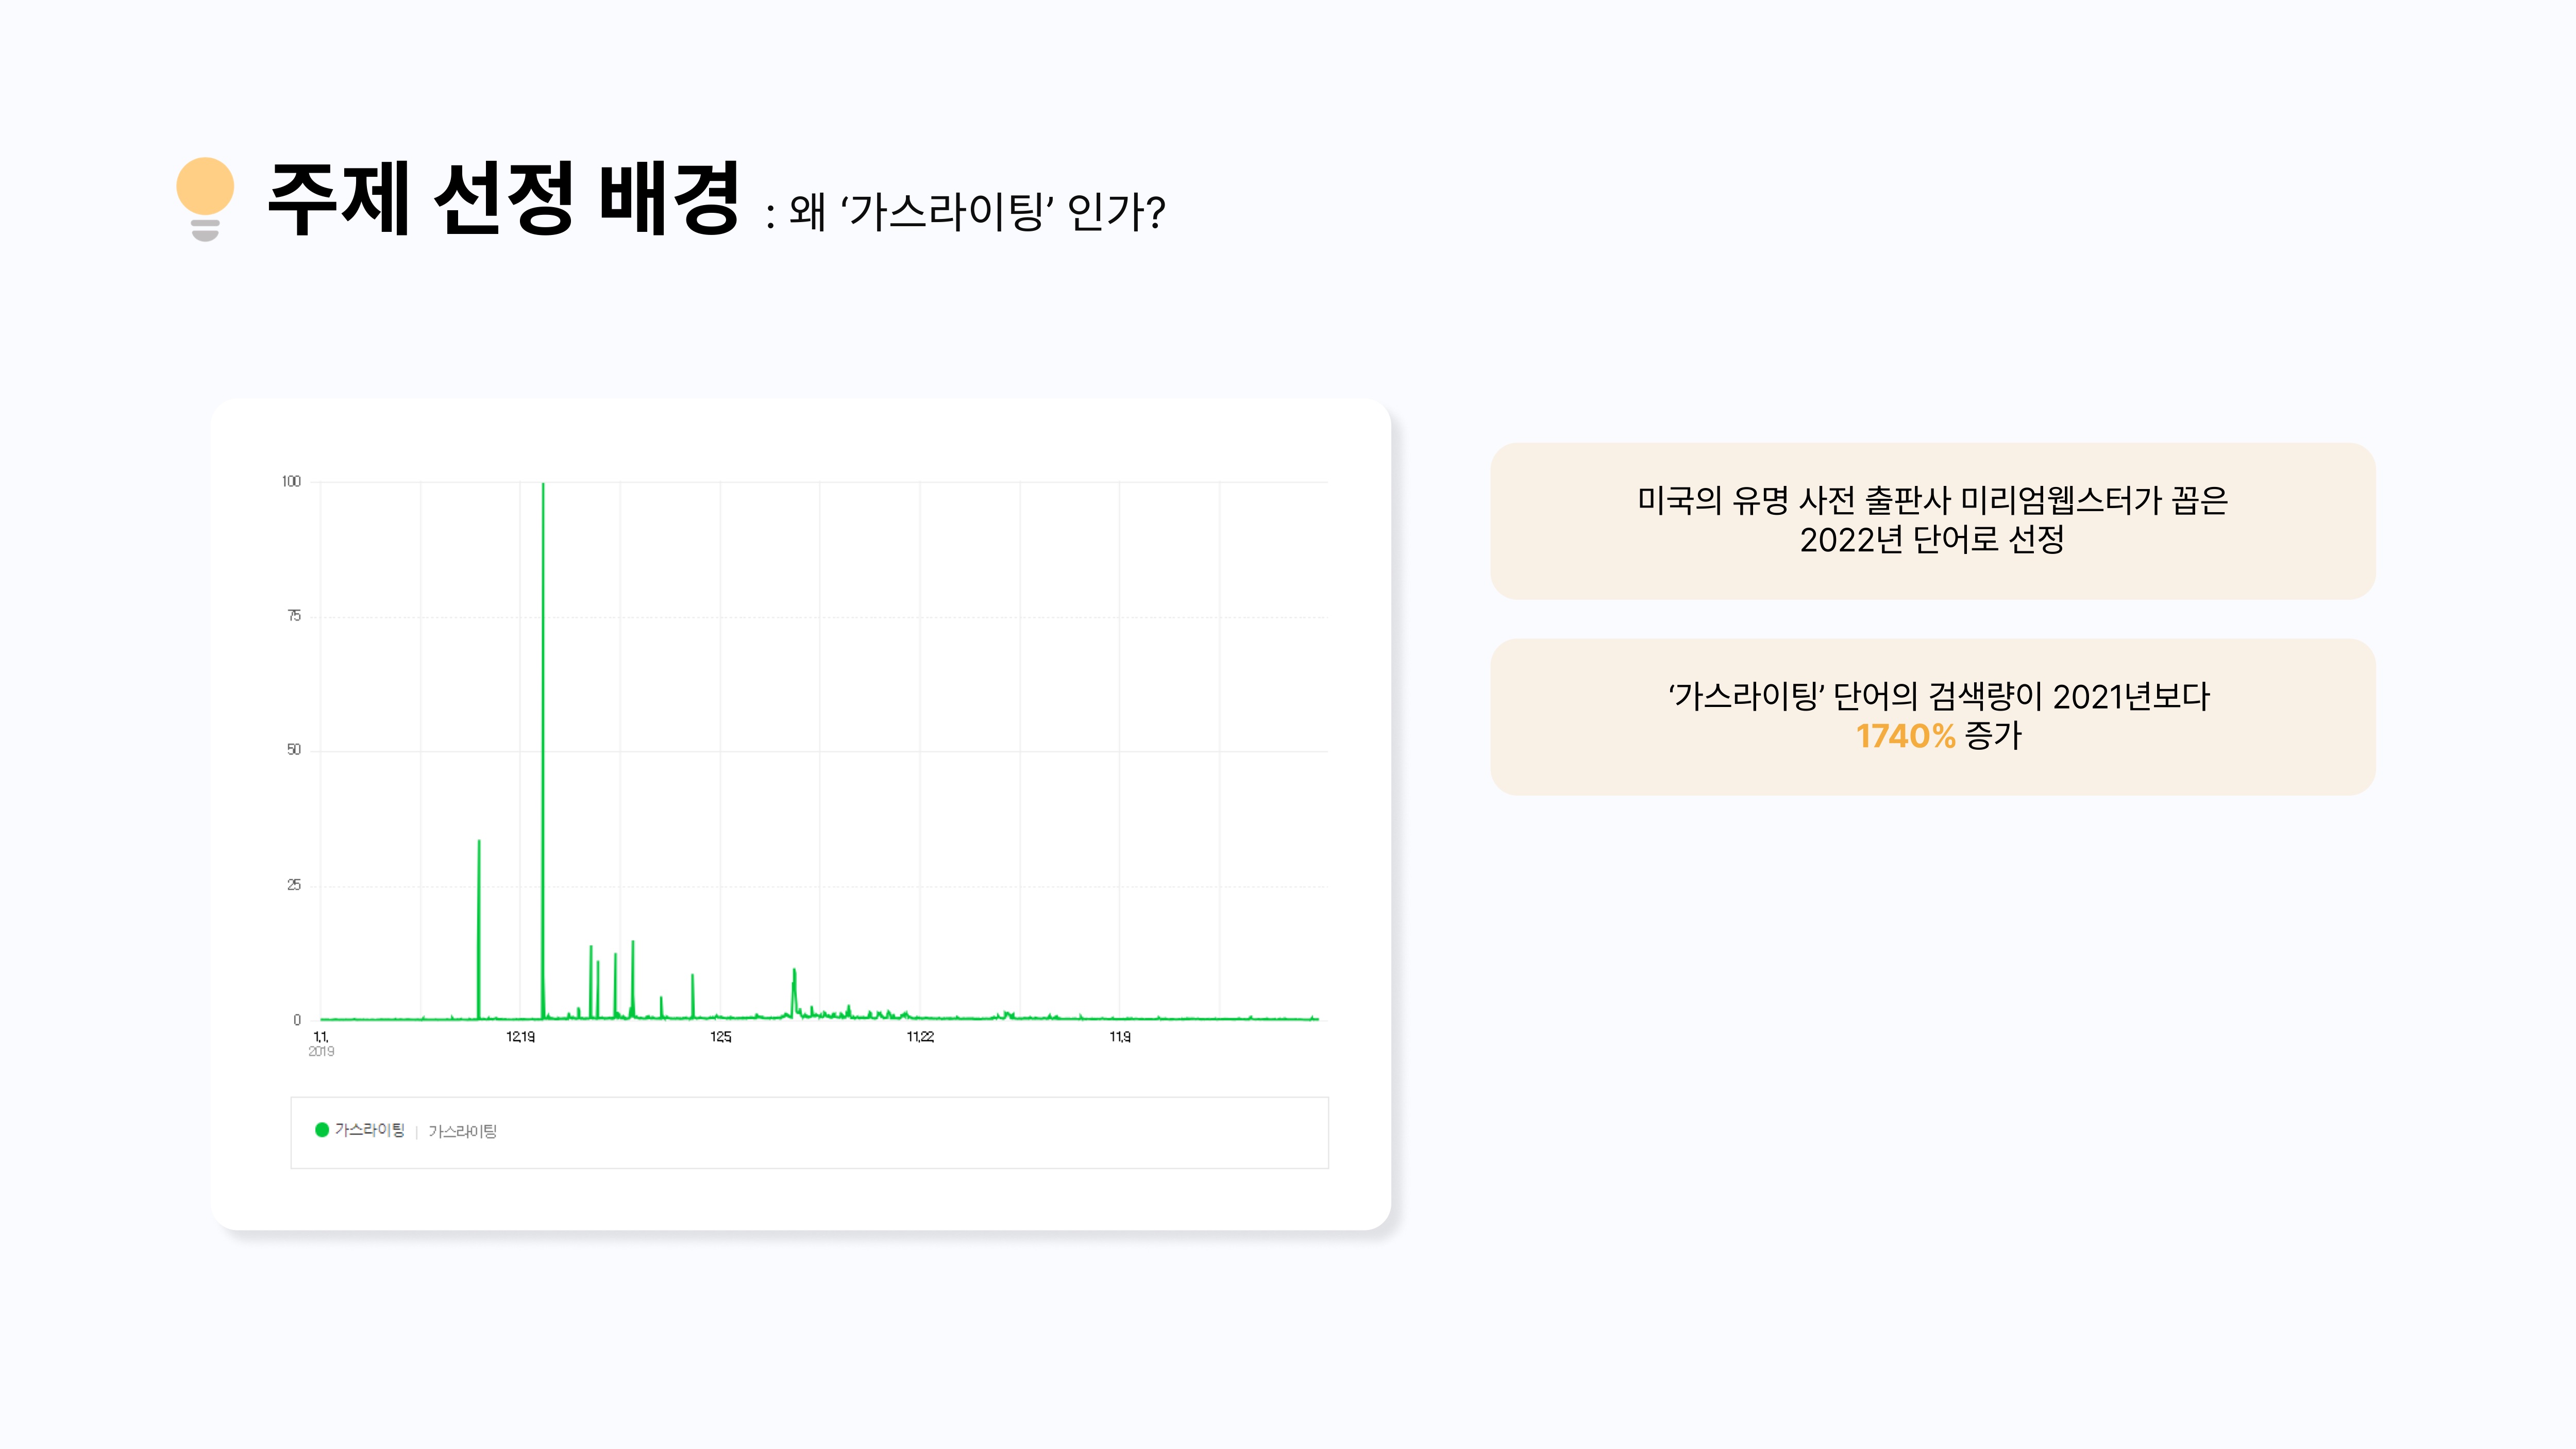 주제 선정 배경 : 왜 ‘가스라이팅’ 인가?
100
75
50
25
0
1.1.
2019
12.19.
12.5.
11.22.
11.9.
가스라이팅 | 가스라이팅
미국의 유명 사전 출판사 미리엄웹스터가 꼽은
2022년 단어로 선정
‘가스라이팅’ 단어의 검색량이 2021년보다
1740% 증가